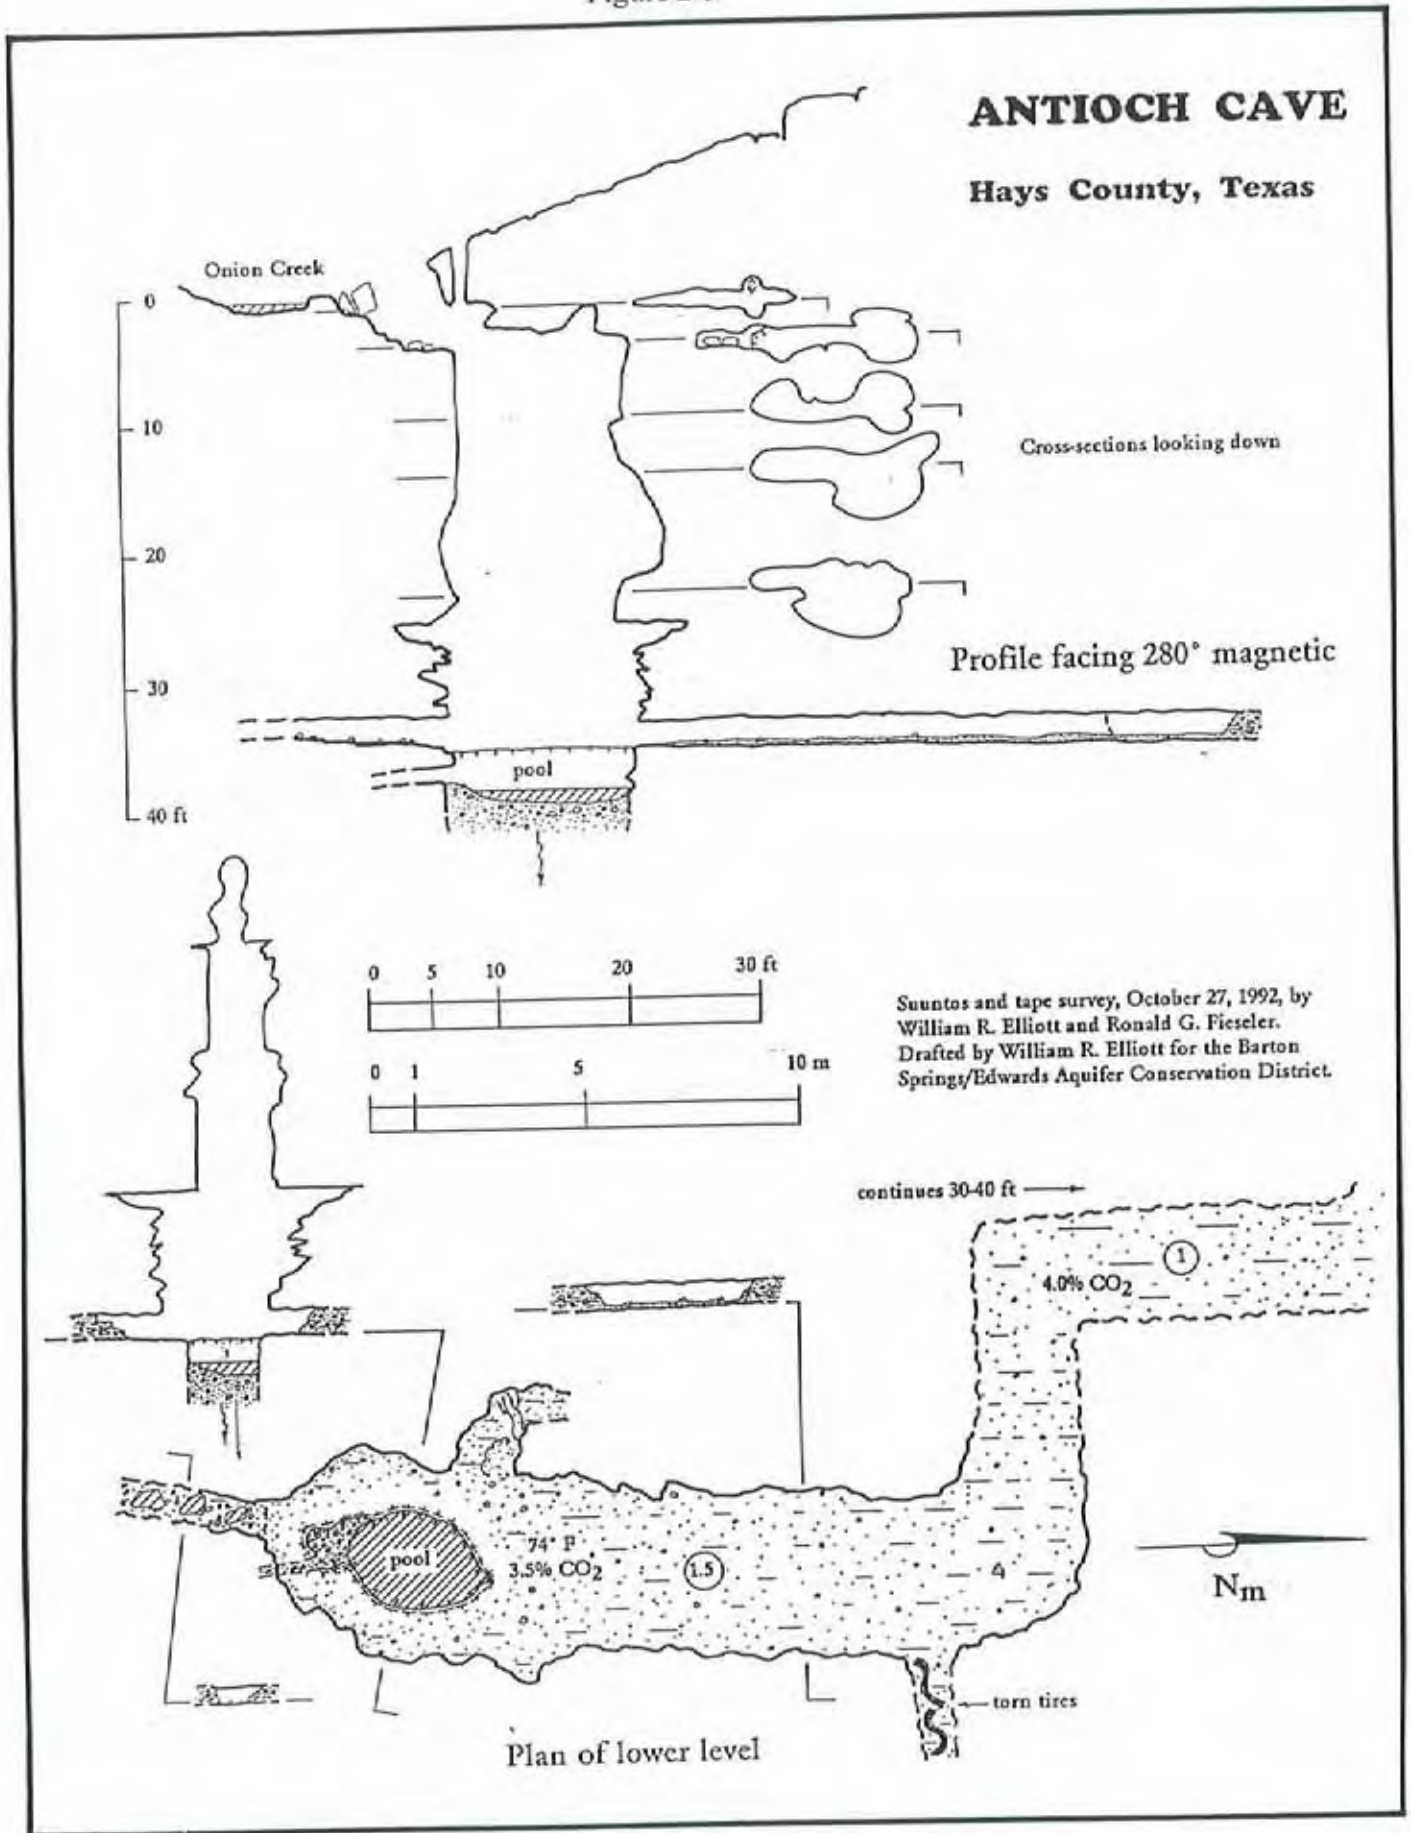 ANTIOCH CAVE
Hays County, Texas
Onion Creek
0
10
20
30
40 ft
Cross-sections looking down
Profile facing 280° magnetic
pool
0 5 10 20 30 ft
0 1 5 10 m
Suuntos and tape survey, October 27, 1992, by
William R. Elliott and Ronald G. Fieseler.
Drafted by William R. Elliott for the Barton
Springs/Edwards Aquifer Conservation District.
continues 30-40 ft
1
4.0% CO2
pool
74° F
3.5% CO2
1.5
Nm
torn tires
Plan of lower level